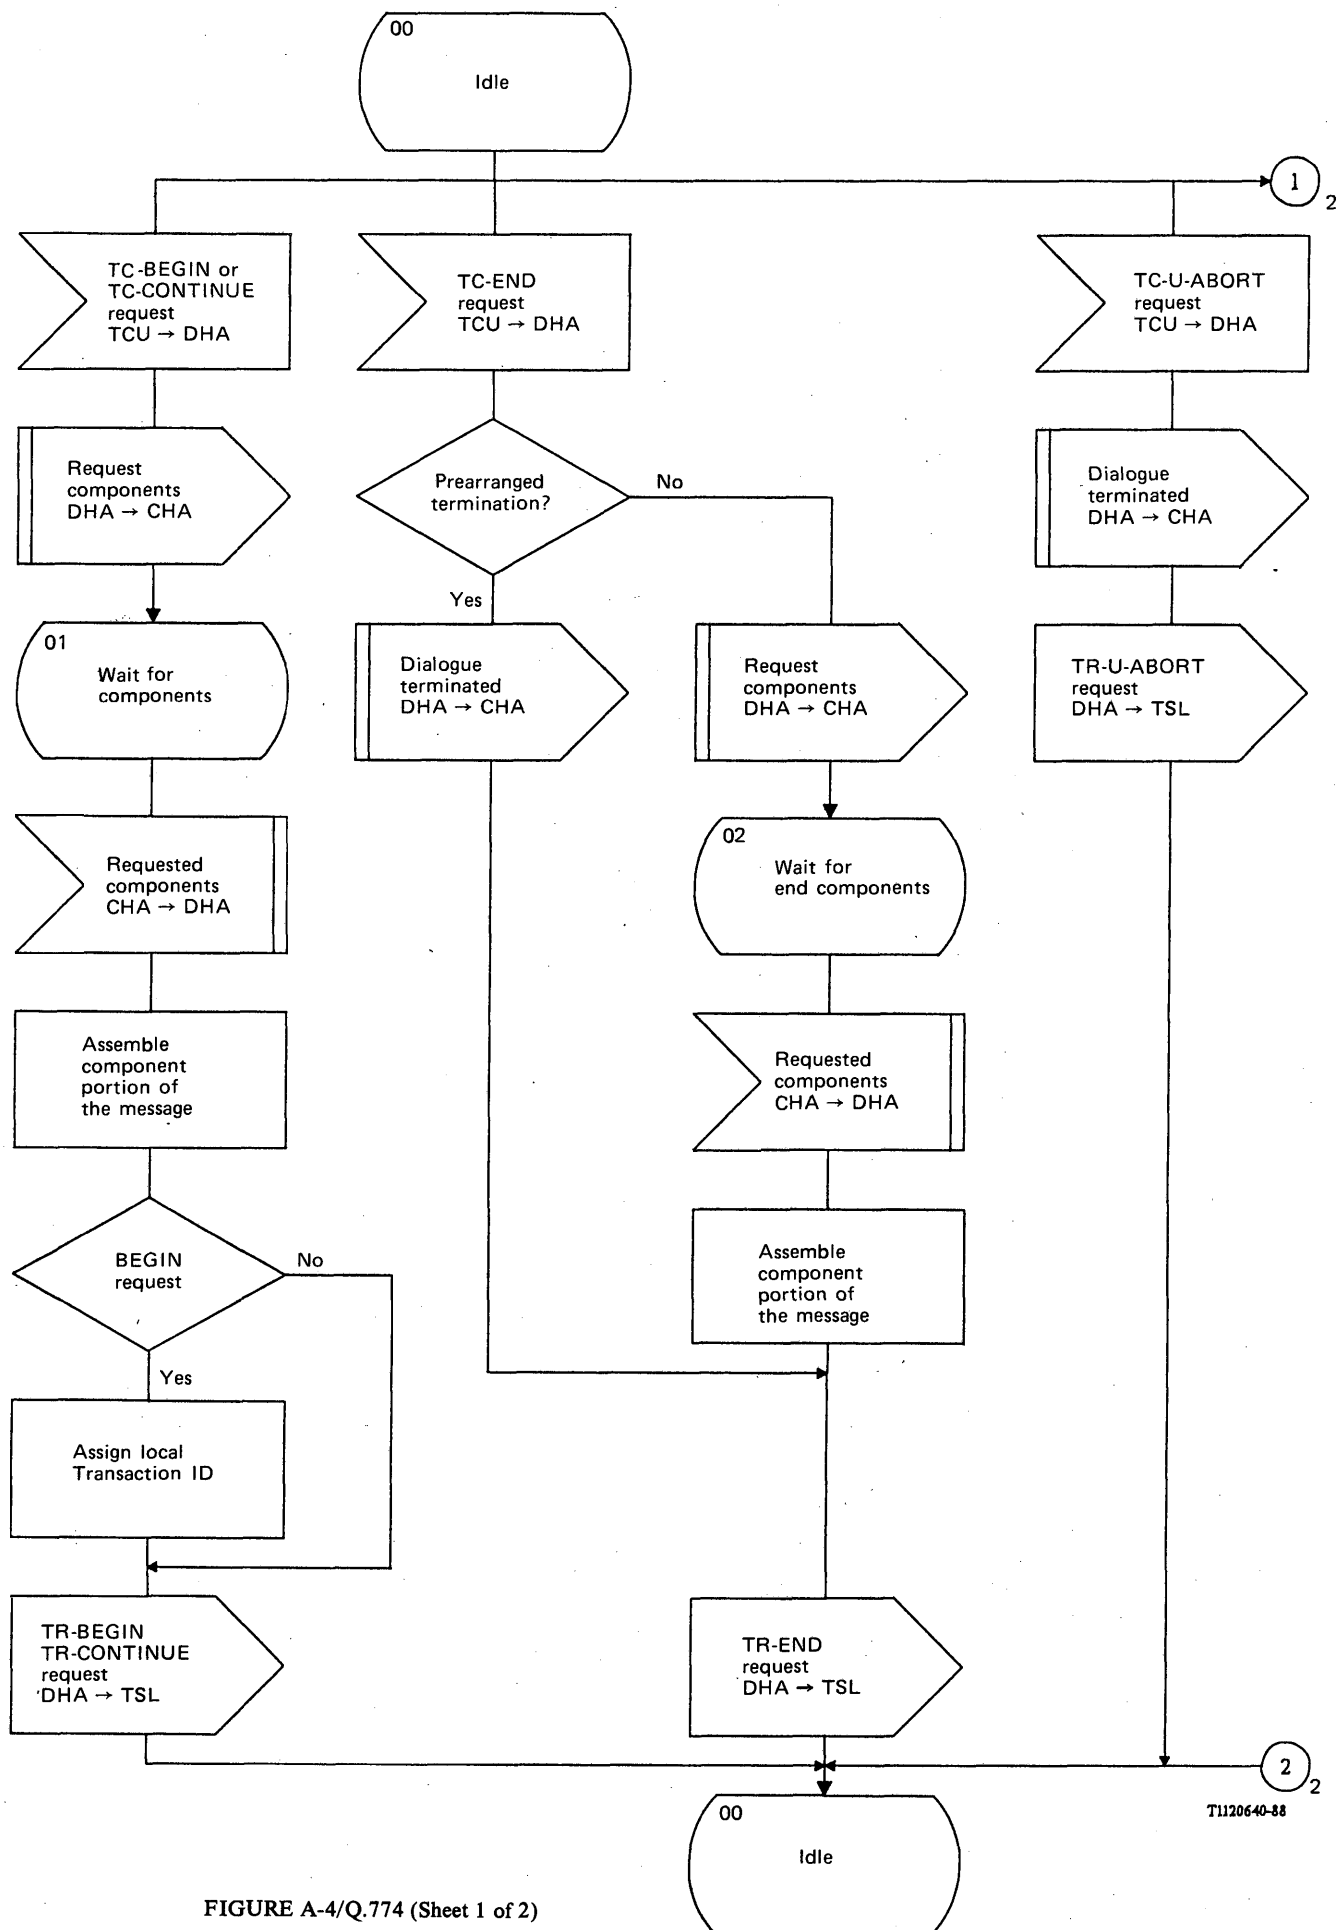 00
Idle
1
2
TC-BEGIN or
TC-CONTINUE
request
TCU → DHA
TC-END
request
TCU → DHA
TC-U-ABORT
request
TCU → DHA
Request
components
DHA → CHA
Prearranged
termination?
No
Yes
Dialogue
terminated
DHA → CHA
01
Wait for
components
Dialogue
terminated
DHA → CHA
Request
components
DHA → CHA
TR-U-ABORT
request
DHA → TSL
Requested
components
CHA → DHA
02
Wait for
end components
Assemble
component
portion of
the message
Requested
components
CHA → DHA
BEGIN
request
No
Yes
Assemble
component
portion of
the message
Assign local
Transaction ID
TR-BEGIN
TR-CONTINUE
request
DHA → TSL
TR-END
request
DHA → TSL
2
2
T1120640-88
00
Idle
FIGURE A-4/Q.774 (Sheet 1 of 2)